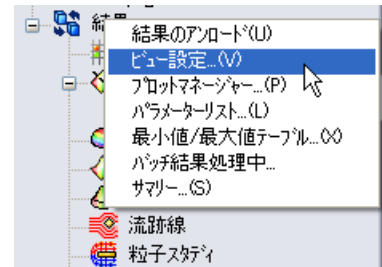 結果
結果のアンロード(U)
ビュー設定...(V)
プロットマネージャー...(P)
パラメーターリスト...(L)
最小値/最大値テーブル...(X)
バッチ結果処理中...
サマリー...(S)
流跡線
粒子スタディ